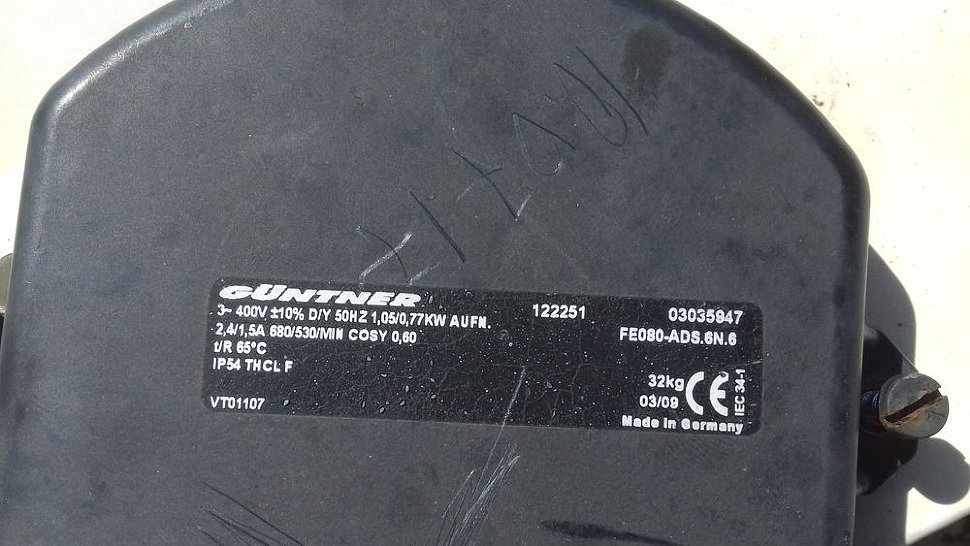 GÜNTNER
3~ 400V ±10% D/Y 50HZ 1,05/0,77KW AUFN. 122251 03035947
2,4/1,5A 680/530/MIN COSY 0,60 FE080-ADS.6N.6
t/R 65°C
IP54 THCL F 32kg CE IEC 34-1
VT01107 03/09
Made in Germany